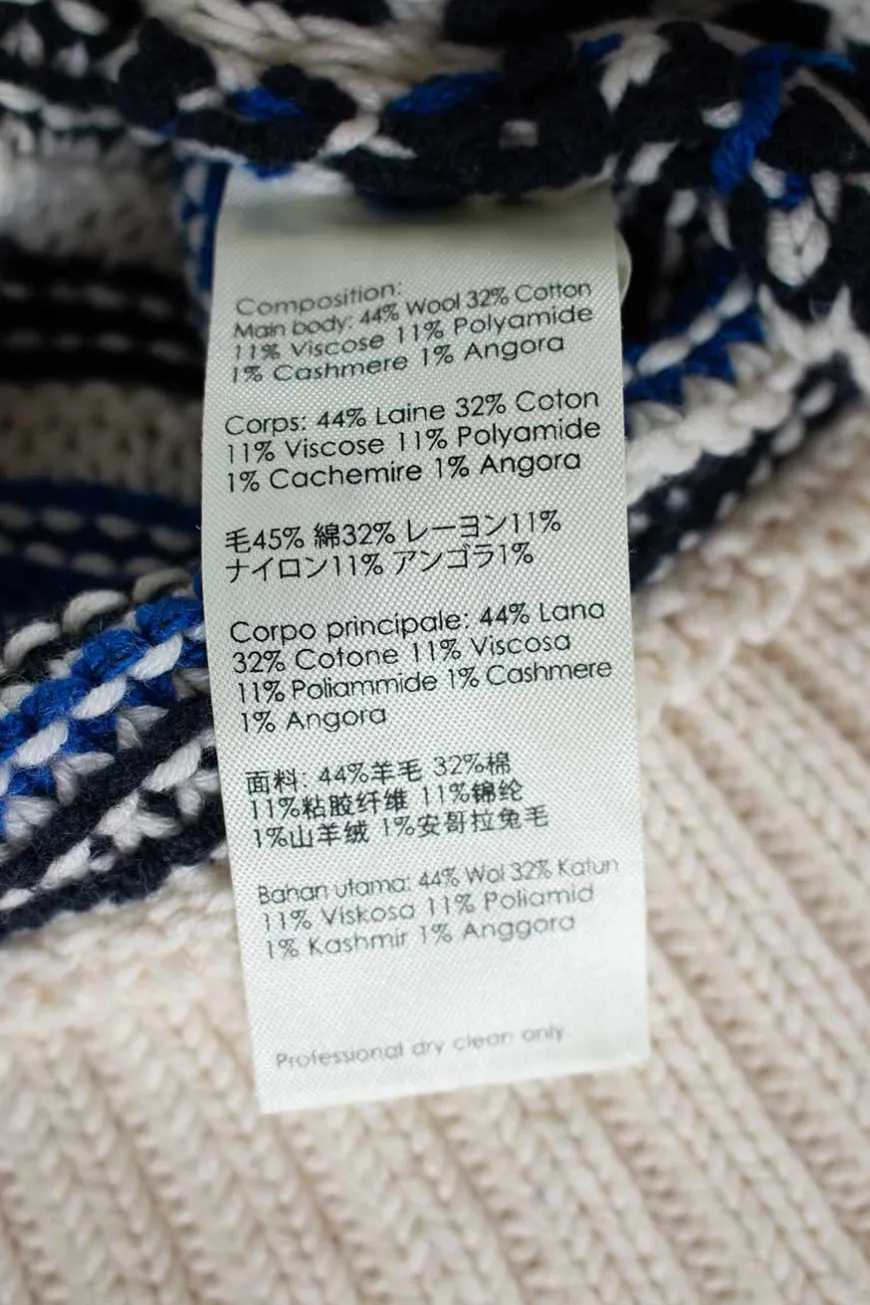 Composition:
Main body: 44% Wool 32% Cotton
11% Viscose 11% Polyamide
1% Cashmere 1% Angora
Corps: 44% Laine 32% Coton
11% Viscose 11% Polyamide
1% Cachemire 1% Angora
毛45% 綿32% レーヨン11%
ナイロン11% アンゴラ1%
Corpo principale: 44% Lana
32% Cotone 11% Viscosa
11% Poliammide 1% Cashmere
1% Angora
面料: 44%羊毛 32%棉
11%粘胶纤维 11%锦纶
1%山羊绒 1%安哥拉兔毛
Bahan utama: 44% Wol 32% Katun
11% Viskosa 11% Poliamid
1% Kashmir 1% Anggora
Professional dry clean only.